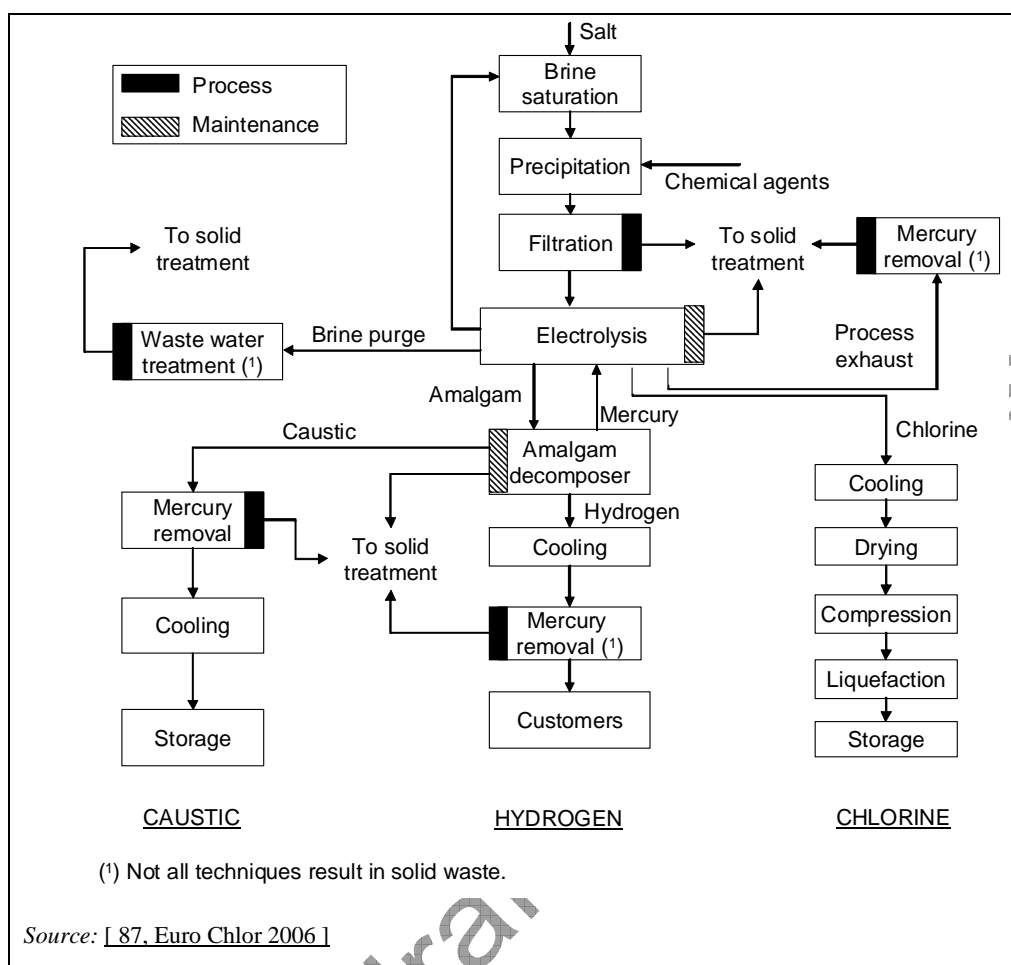 Salt
Process
Maintenance
Brine
saturation
Precipitation
Chemical agents
To solid
treatment
Filtration
To solid
treatment
Mercury
removal (¹)
Waste water
treatment (¹)
Brine purge
Electrolysis
Process
exhaust
Amalgam
Mercury
Caustic
Chlorine
Amalgam
decomposer
Mercury
removal
To solid
treatment
Hydrogen
Cooling
Cooling
Drying
Cooling
Mercury
removal (¹)
Compression
Liquefaction
Storage
Customers
Storage
CAUSTIC
HYDROGEN
CHLORINE
(¹) Not all techniques result in solid waste.
Source: [ 87, Euro Chlor 2006 ]